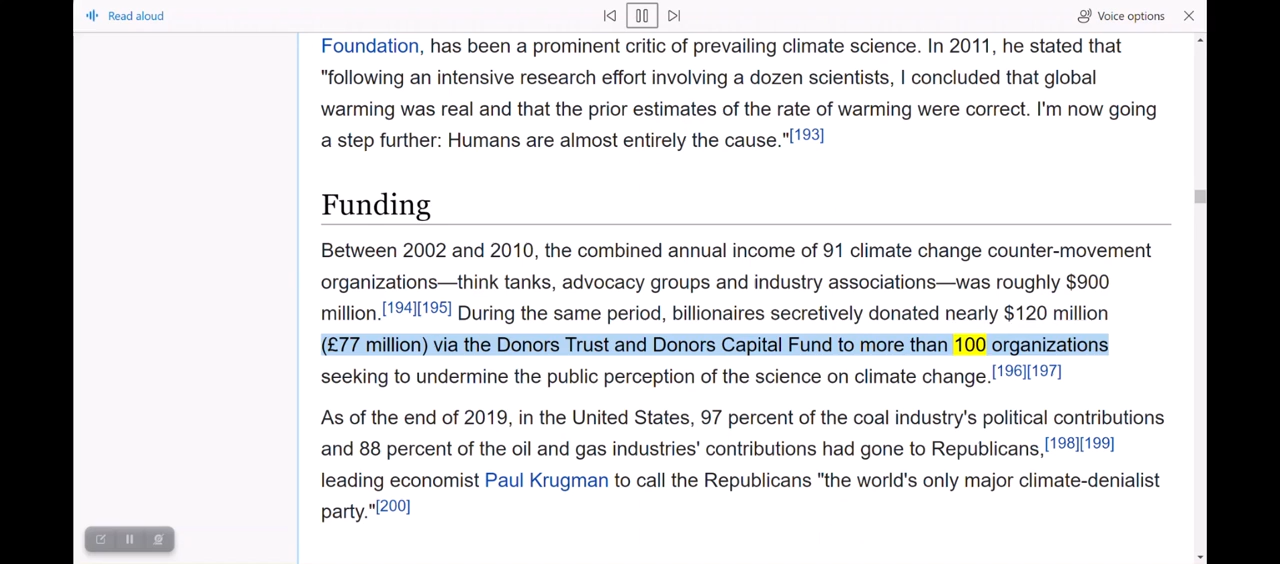 Read aloud
Voice options
Foundation, has been a prominent critic of prevailing climate science. In 2011, he stated that
"following an intensive research effort involving a dozen scientists, I concluded that global
warming was real and that the prior estimates of the rate of warming were correct. I'm now going
a step further: Humans are almost entirely the cause."[193]
Funding
Between 2002 and 2010, the combined annual income of 91 climate change counter-movement
organizations—think tanks, advocacy groups and industry associations—was roughly $900
million.[194][195] During the same period, billionaires secretively donated nearly $120 million
(£77 million) via the Donors Trust and Donors Capital Fund to more than 100 organizations
seeking to undermine the public perception of the science on climate change.[196][197]
As of the end of 2019, in the United States, 97 percent of the coal industry's political contributions
and 88 percent of the oil and gas industries' contributions had gone to Republicans,[198][199]
leading economist Paul Krugman to call the Republicans "the world's only major climate-denialist
party."[200]